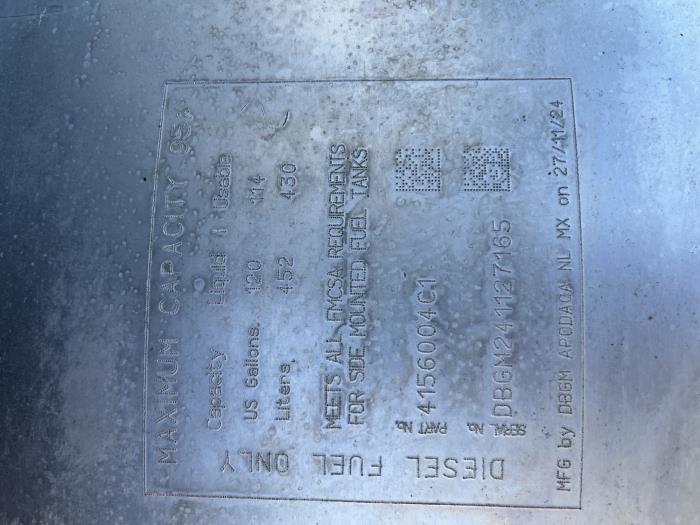 MAXIMUM CAPACITY 95%
Capacity Liquid Usable
US Gallons. 120 114
Liters. 452 430
MEETS ALL FMCSA REQUIREMENTS
FOR SIDE MOUNTED FUEL TANKS
PART No. 4156004C1
SERIAL No. DBGM241127165
MFG by DBGM APODACA NL MX on 27/11/24
DIESEL FUEL ONLY